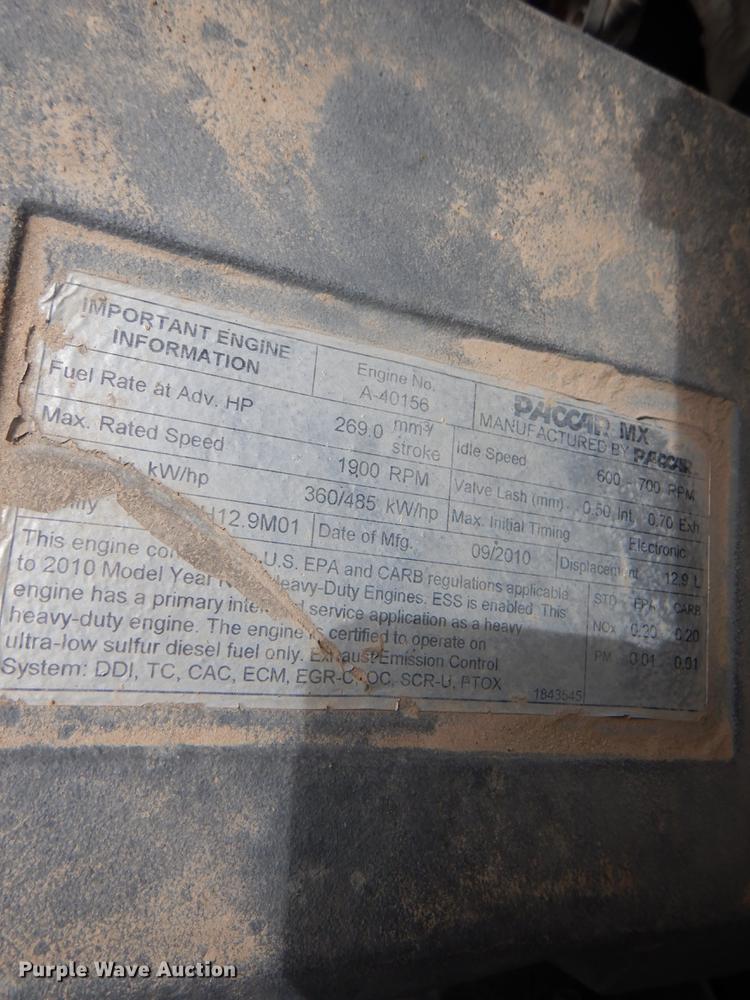 IMPORTANT ENGINE
INFORMATION
Engine No.
A-40156
PACCAR MX
MANUFACTURED BY PACCAR
Fuel Rate at Adv. HP 269.0 mm³/stroke
Idle Speed 600 - 700 RPM
Max. Rated Speed 1900 RPM
Valve Lash (mm) 0.50 Int. 0.70 Exh
kW/hp 360/485 kW/hp
Max. Initial Timing Electronic
H12.9M01
Date of Mfg. 09/2010
12.9 L
This engine U.S. EPA and CARB regulations applicable
to 2010 Model Year Heavy-Duty Engines. ESS is enabled. This
engine has a primary service application as a heavy
heavy-duty engine. The engine is certified to operate on
ultra-low sulfur diesel fuel only. Exhaust Emission Control
System: DDI, TC, CAC, ECM, SCR-U, PTOX
STD EPA CARB
NOx 0.20 0.20
PM 0.01 0.01
1843545
Purple Wave Auction